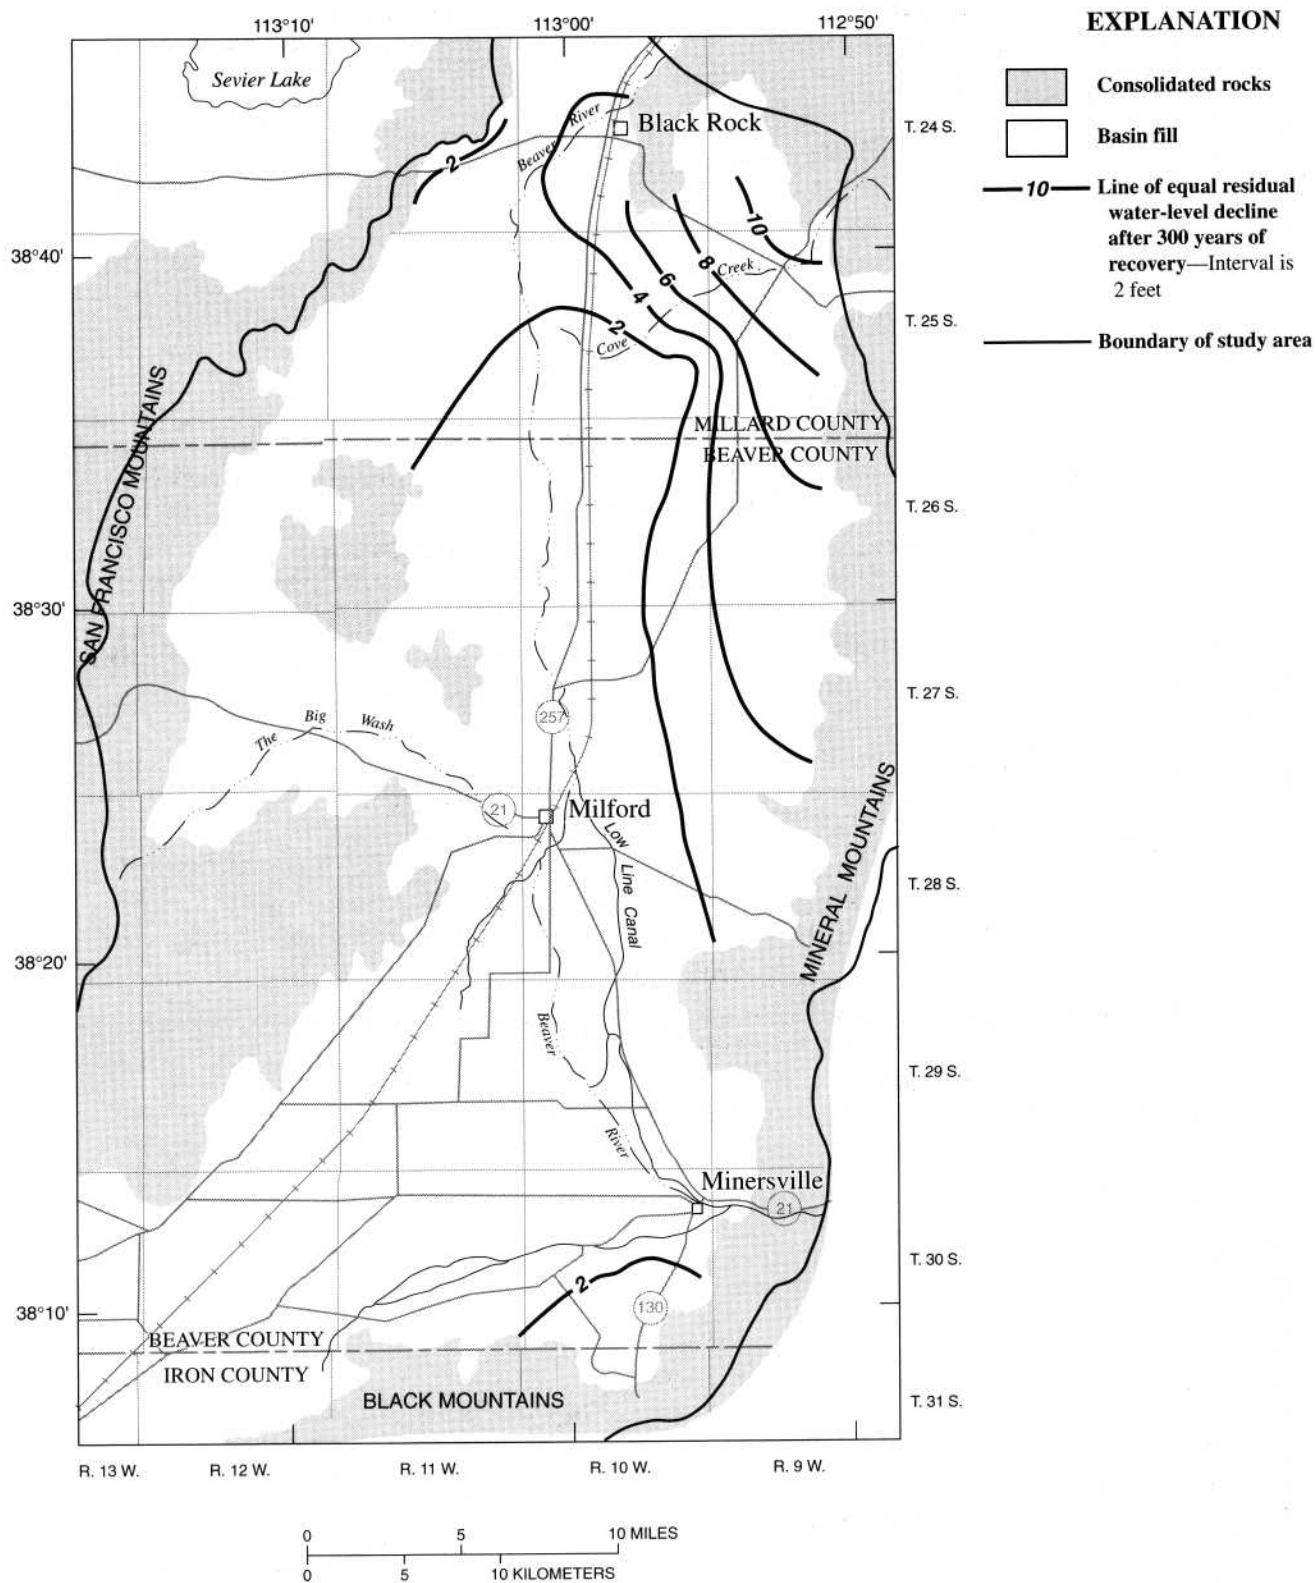 113°10'
113°00'
112°50'
EXPLANATION
Sevier Lake
Consolidated rocks
Basin fill
10
Line of equal residual
water-level decline
after 300 years of
recovery—Interval is
2 feet
Boundary of study area
Beaver
River
Black Rock
T. 24 S.
2
10
8
6
4
2
38°40'
Cove
Creek
T. 25 S.
SAN FRANCISCO MOUNTAINS
MILLARD COUNTY
BEAVER COUNTY
T. 26 S.
38°30'
T. 27 S.
The
Big
Wash
257
21
Milford
Low
Line
Canal
MINERAL MOUNTAINS
T. 28 S.
38°20'
Beaver
River
T. 29 S.
Minersville
21
T. 30 S.
2
130
38°10'
BEAVER COUNTY
IRON COUNTY
BLACK MOUNTAINS
T. 31 S.
R. 13 W.
R. 12 W.
R. 11 W.
R. 10 W.
R. 9 W.
0 5 10 MILES
0 5 10 KILOMETERS